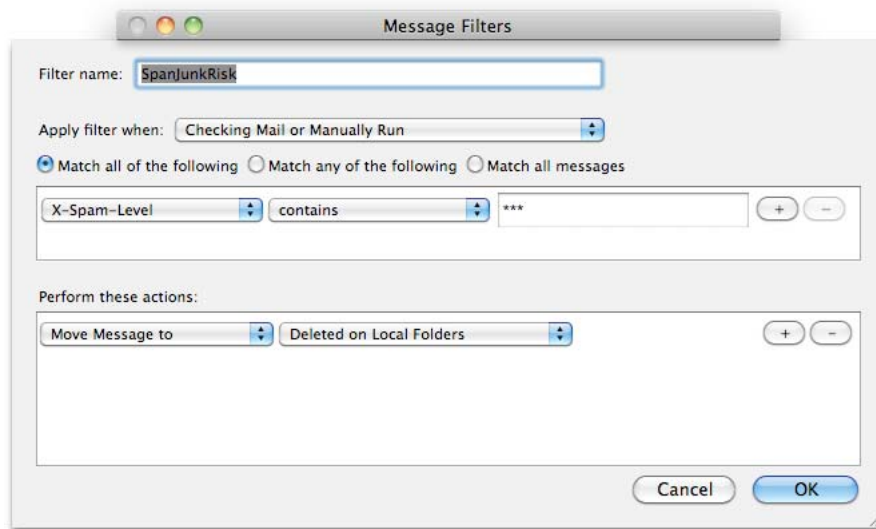 Message Filters
Filter name: SpanJunkRisk
Apply filter when: Checking Mail or Manually Run
Match all of the following Match any of the following Match all messages
X-Spam-Level contains *** + -
Perform these actions:
Move Message to Deleted on Local Folders + -
Cancel OK